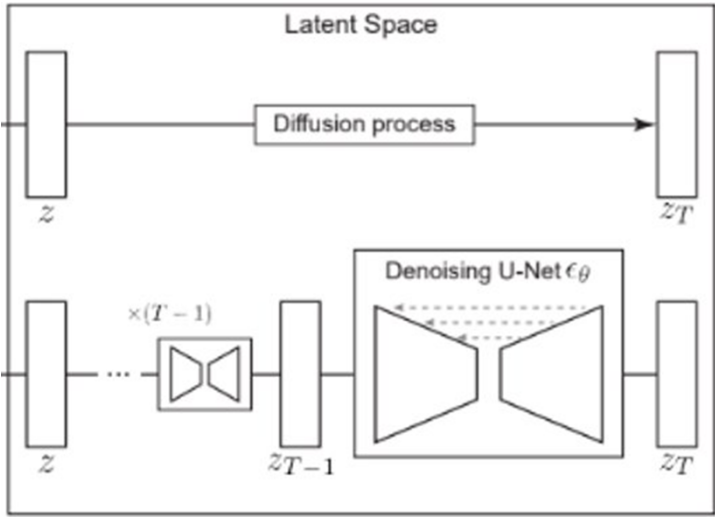 Latent Space
Diffusion process
z
z_T
Denoising U-Net ϵ_θ
×(T − 1)
...
z
z_{T−1}
z_T